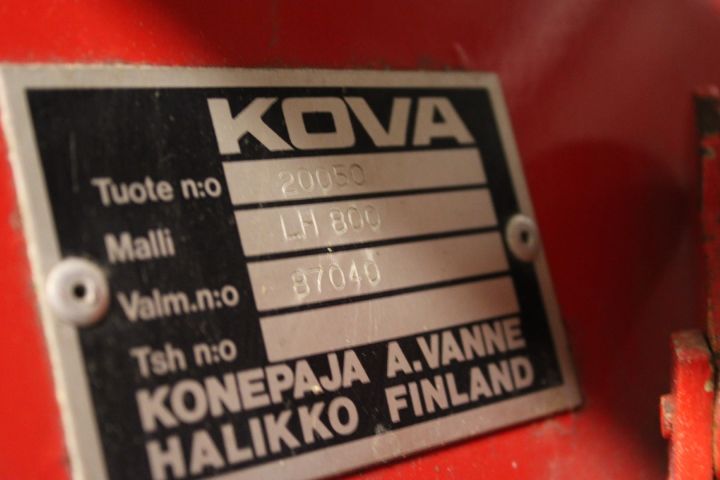 KOVA
Tuote n:o 20050
Malli LH 800
Valm.n:o 87040
Tsh n:o
KONEPAJA A.VANNE
HALIKKO FINLAND